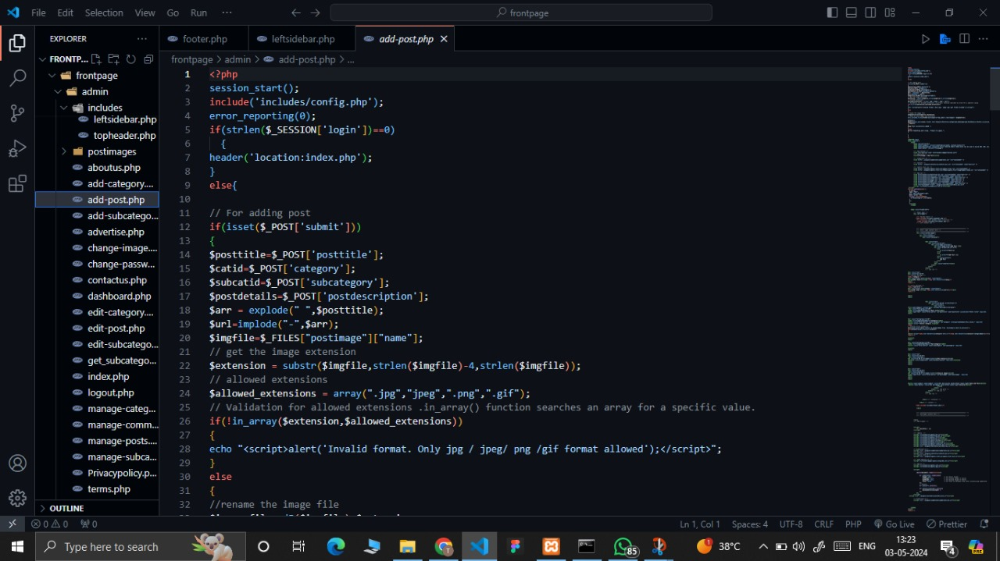 File Edit Selection View Go Run ··· frontpage
EXPLORER ··· footer.php leftsidebar.php add-post.php
FRONTP... frontpage > admin > add-post.php > ...
frontpage
admin
includes
leftsidebar.php
topheader.php
postimages
aboutus.php
add-category....
add-post.php
add-subcatego...
advertise.php
change-image....
change-passw...
contactus.php
dashboard.php
edit-category....
edit-post.php
edit-subcatego...
get_subcatego...
index.php
logout.php
manage-categ...
manage-comm...
manage-posts....
manage-subca...
Privacypolicy.p...
terms.php
OUTLINE
1 <?php
2 session_start();
3 include('includes/config.php');
4 error_reporting(0);
5 if(strlen($_SESSION['login'])==0)
6 {
7 header('location:index.php');
8 }
9 else{
10
11 // For adding post
12 if(isset($_POST['submit']))
13 {
14 $posttitle=$_POST['posttitle'];
15 $catid=$_POST['category'];
16 $subcatid=$_POST['subcategory'];
17 $postdetails=$_POST['postdescription'];
18 $arr = explode(" ",$posttitle);
19 $url=implode("-",$arr);
20 $imgfile=$_FILES["postimage"]["name"];
21 // get the image extension
22 $extension = substr($imgfile,strlen($imgfile)-4,strlen($imgfile));
23 // allowed extensions
24 $allowed_extensions = array(".jpg","jpeg",".png",".gif");
25 // Validation for allowed extensions .in_array() function searches an array for a specific value.
26 if(!in_array($extension,$allowed_extensions))
27 {
28 echo "<script>alert('Invalid format. Only jpg / jpeg/ png /gif format allowed');</script>";
29 }
30 else
31 {
//rename the image file
0 0 0 Ln 1, Col 1 Spaces: 4 UTF-8 CRLF PHP Go Live Prettier
Type here to search 85 1 38°C ENG 13:23 03-05-2024 4 PRE